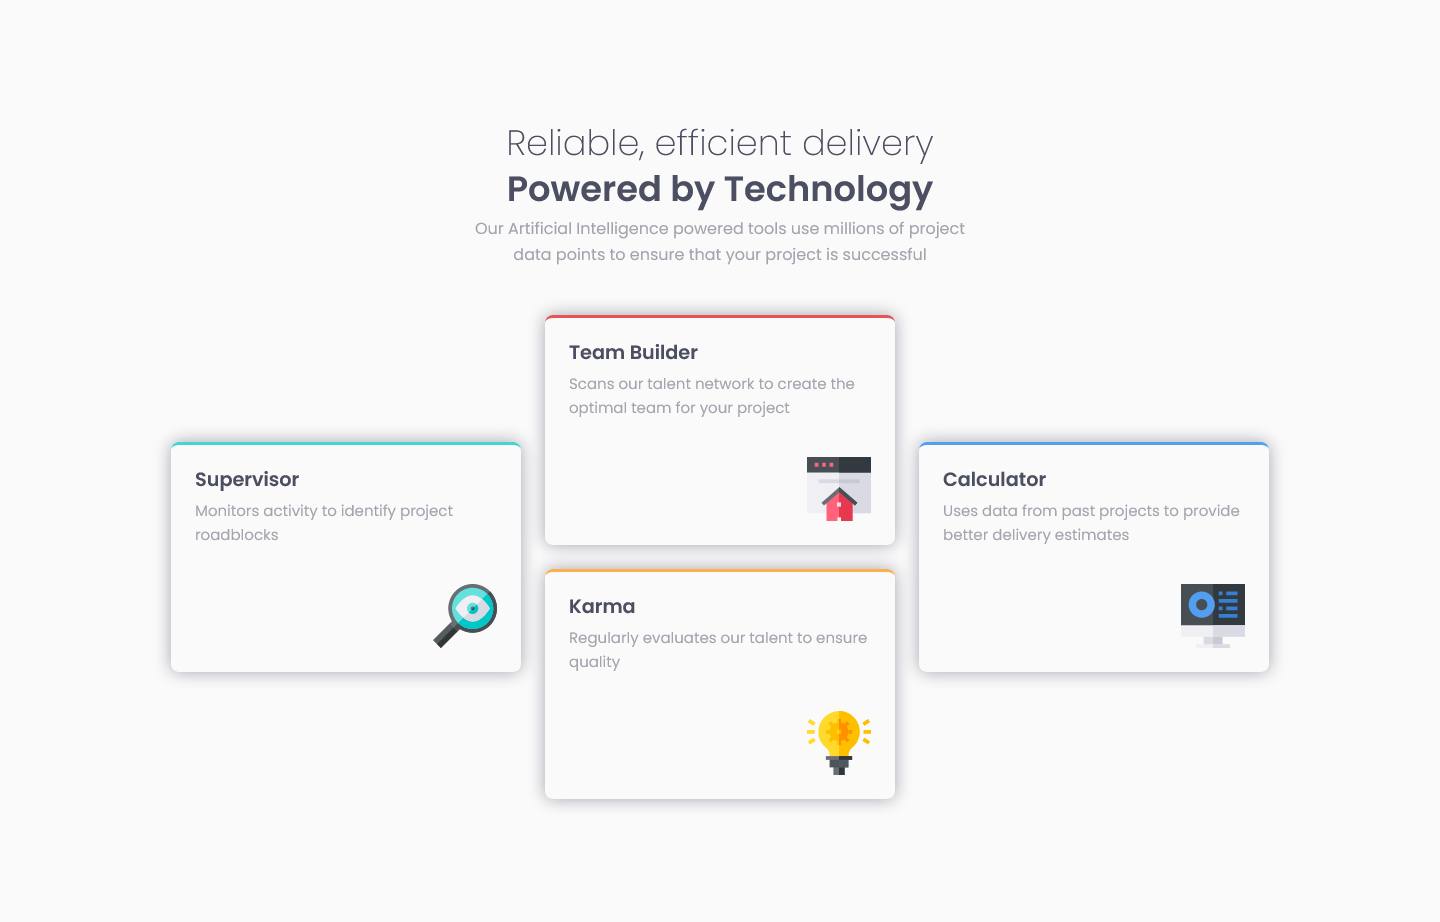 Reliable, efficient delivery
Powered by Technology
Our Artificial Intelligence powered tools use millions of project
data points to ensure that your project is successful
Supervisor
Monitors activity to identify project
roadblocks
Team Builder
Scans our talent network to create the
optimal team for your project
Karma
Regularly evaluates our talent to ensure
quality
Calculator
Uses data from past projects to provide
better delivery estimates